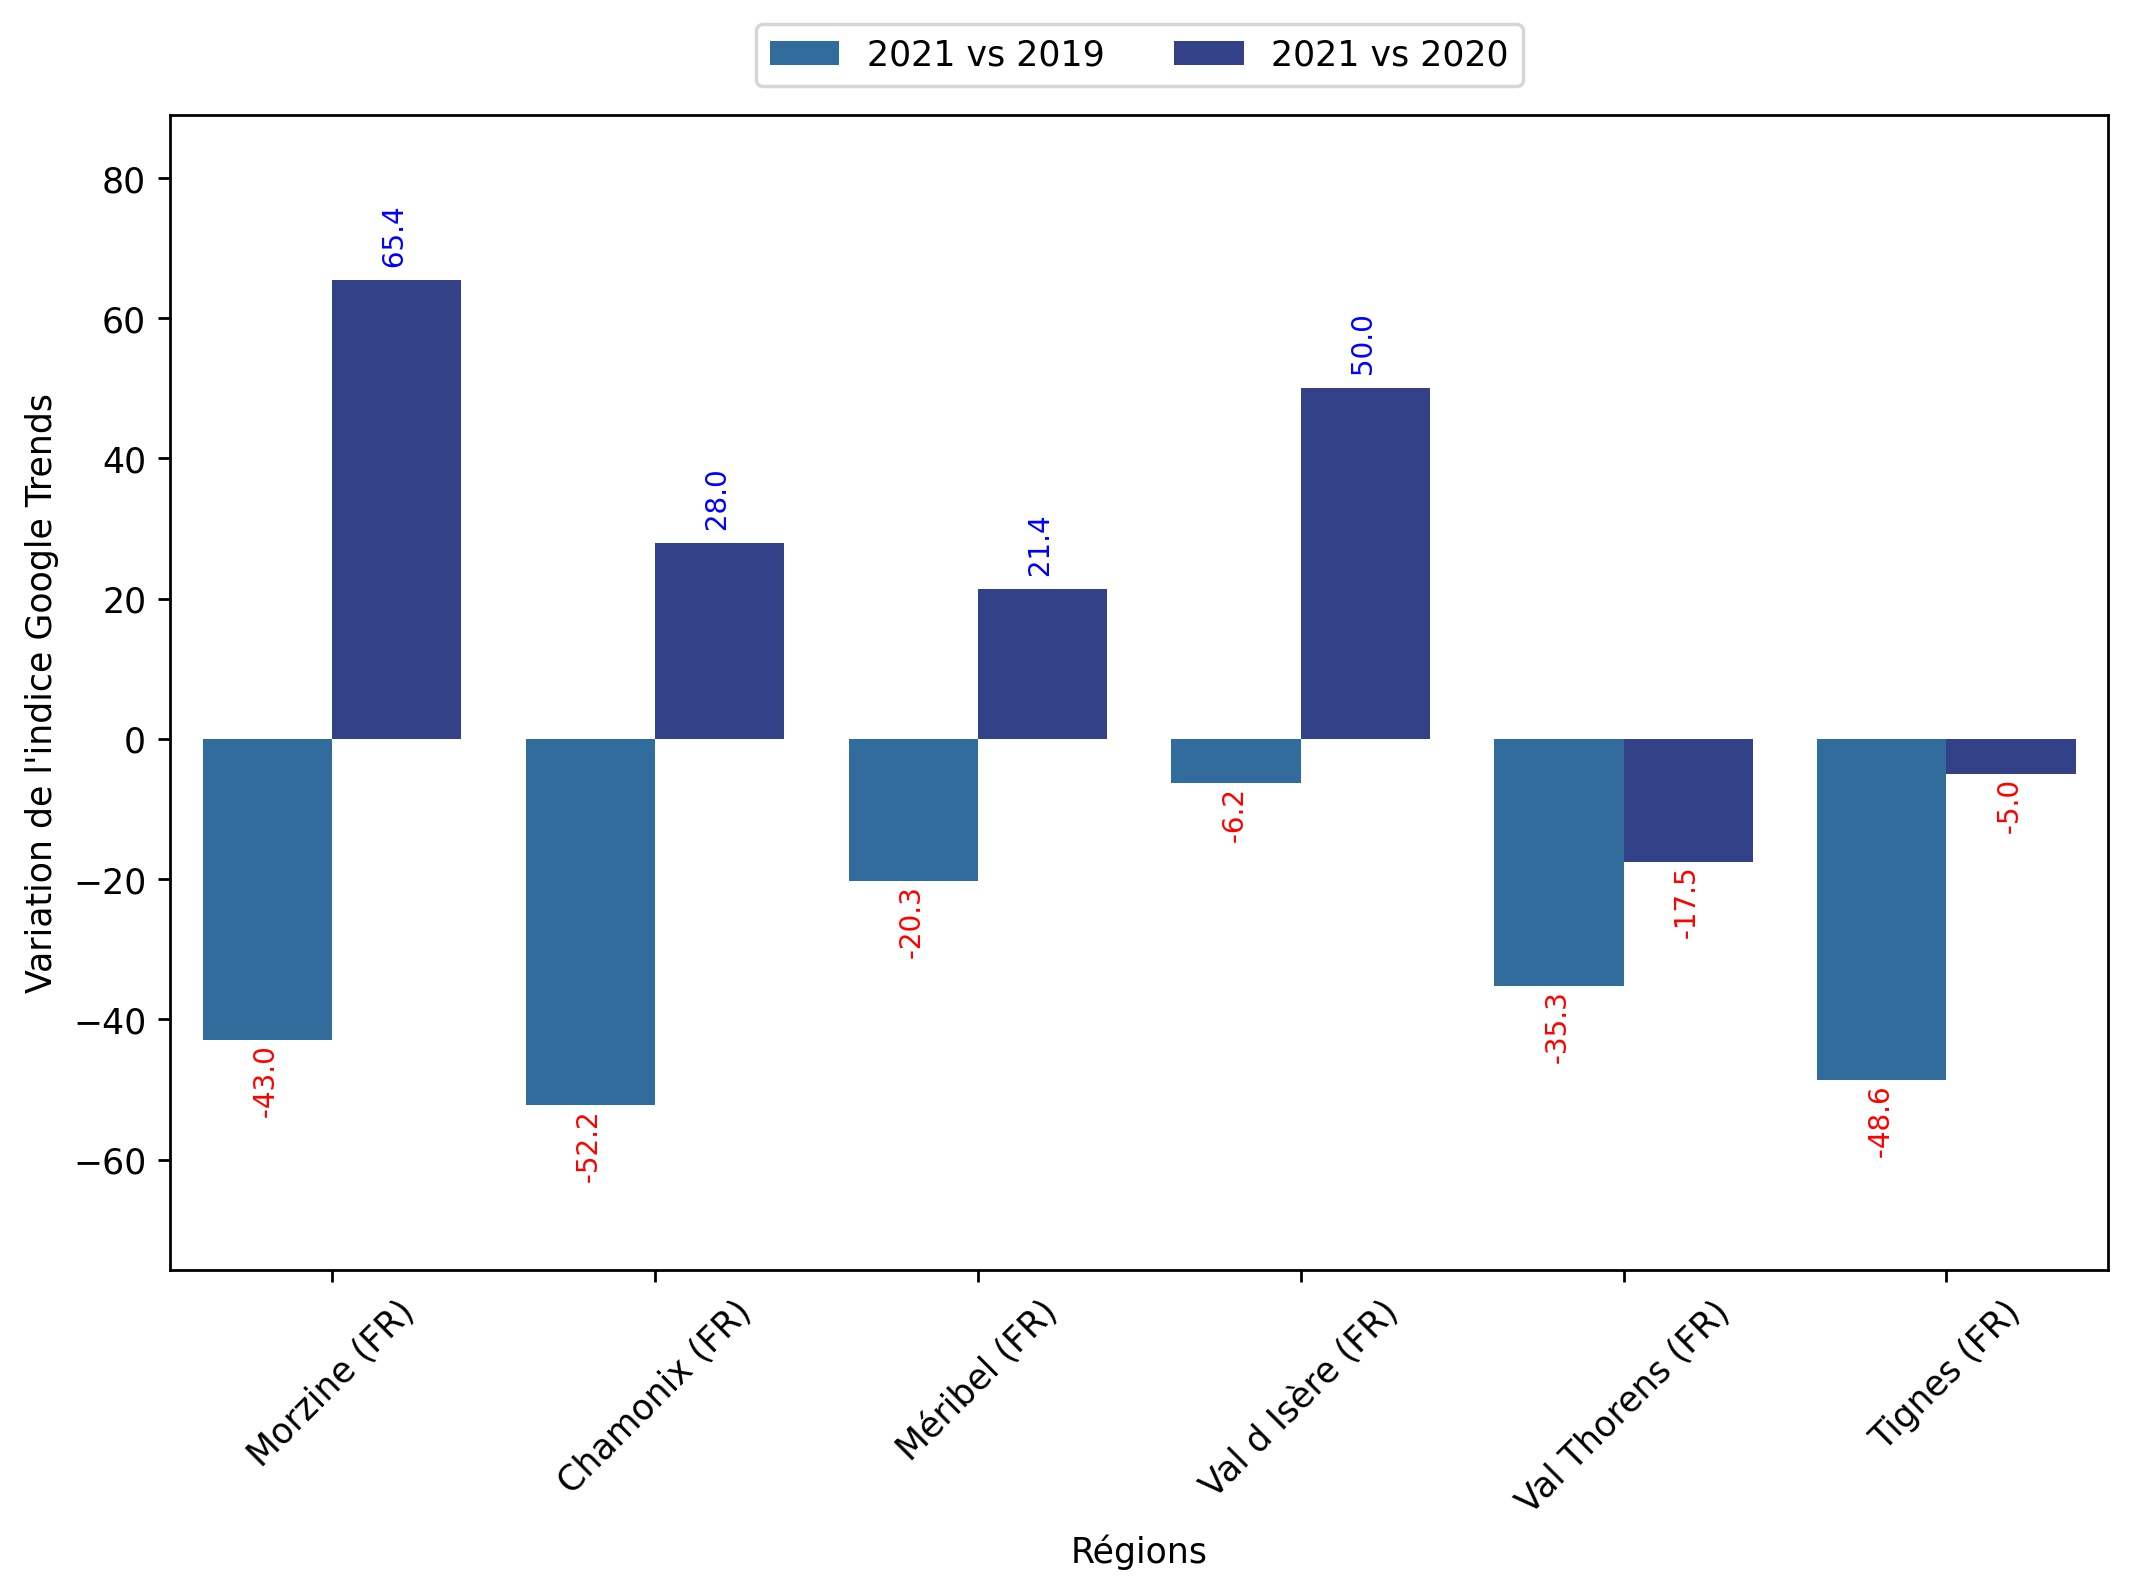 2021 vs 2019
2021 vs 2020
Variation de l'indice Google Trends
80
60
40
20
0
−20
−40
−60
65.4
28.0
21.4
50.0
-43.0
-52.2
-20.3
-6.2
-35.3
-17.5
-48.6
-5.0
Morzine (FR)
Chamonix (FR)
Méribel (FR)
Val d Isère (FR)
Val Thorens (FR)
Tignes (FR)
Régions